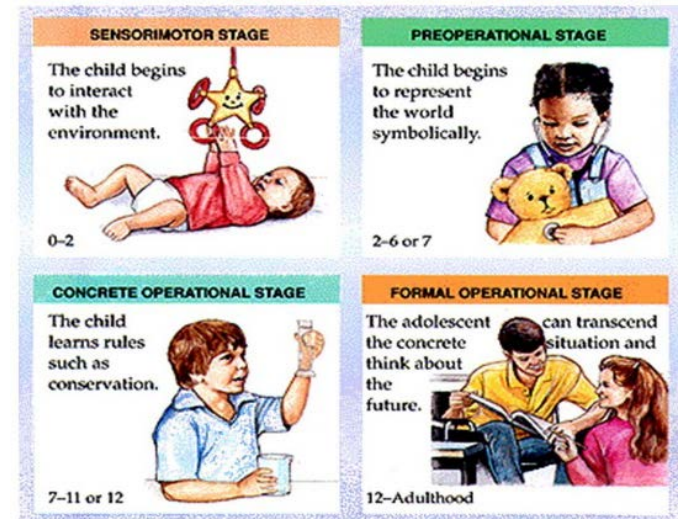 SENSORIMOTOR STAGE
The child begins
to interact
with the
environment.
0–2
PREOPERATIONAL STAGE
The child begins
to represent
the world
symbolically.
2–6 or 7
CONCRETE OPERATIONAL STAGE
The child
learns rules
such as
conservation.
7–11 or 12
FORMAL OPERATIONAL STAGE
The adolescent can transcend
the concrete situation and
think about
the
future.
12–Adulthood